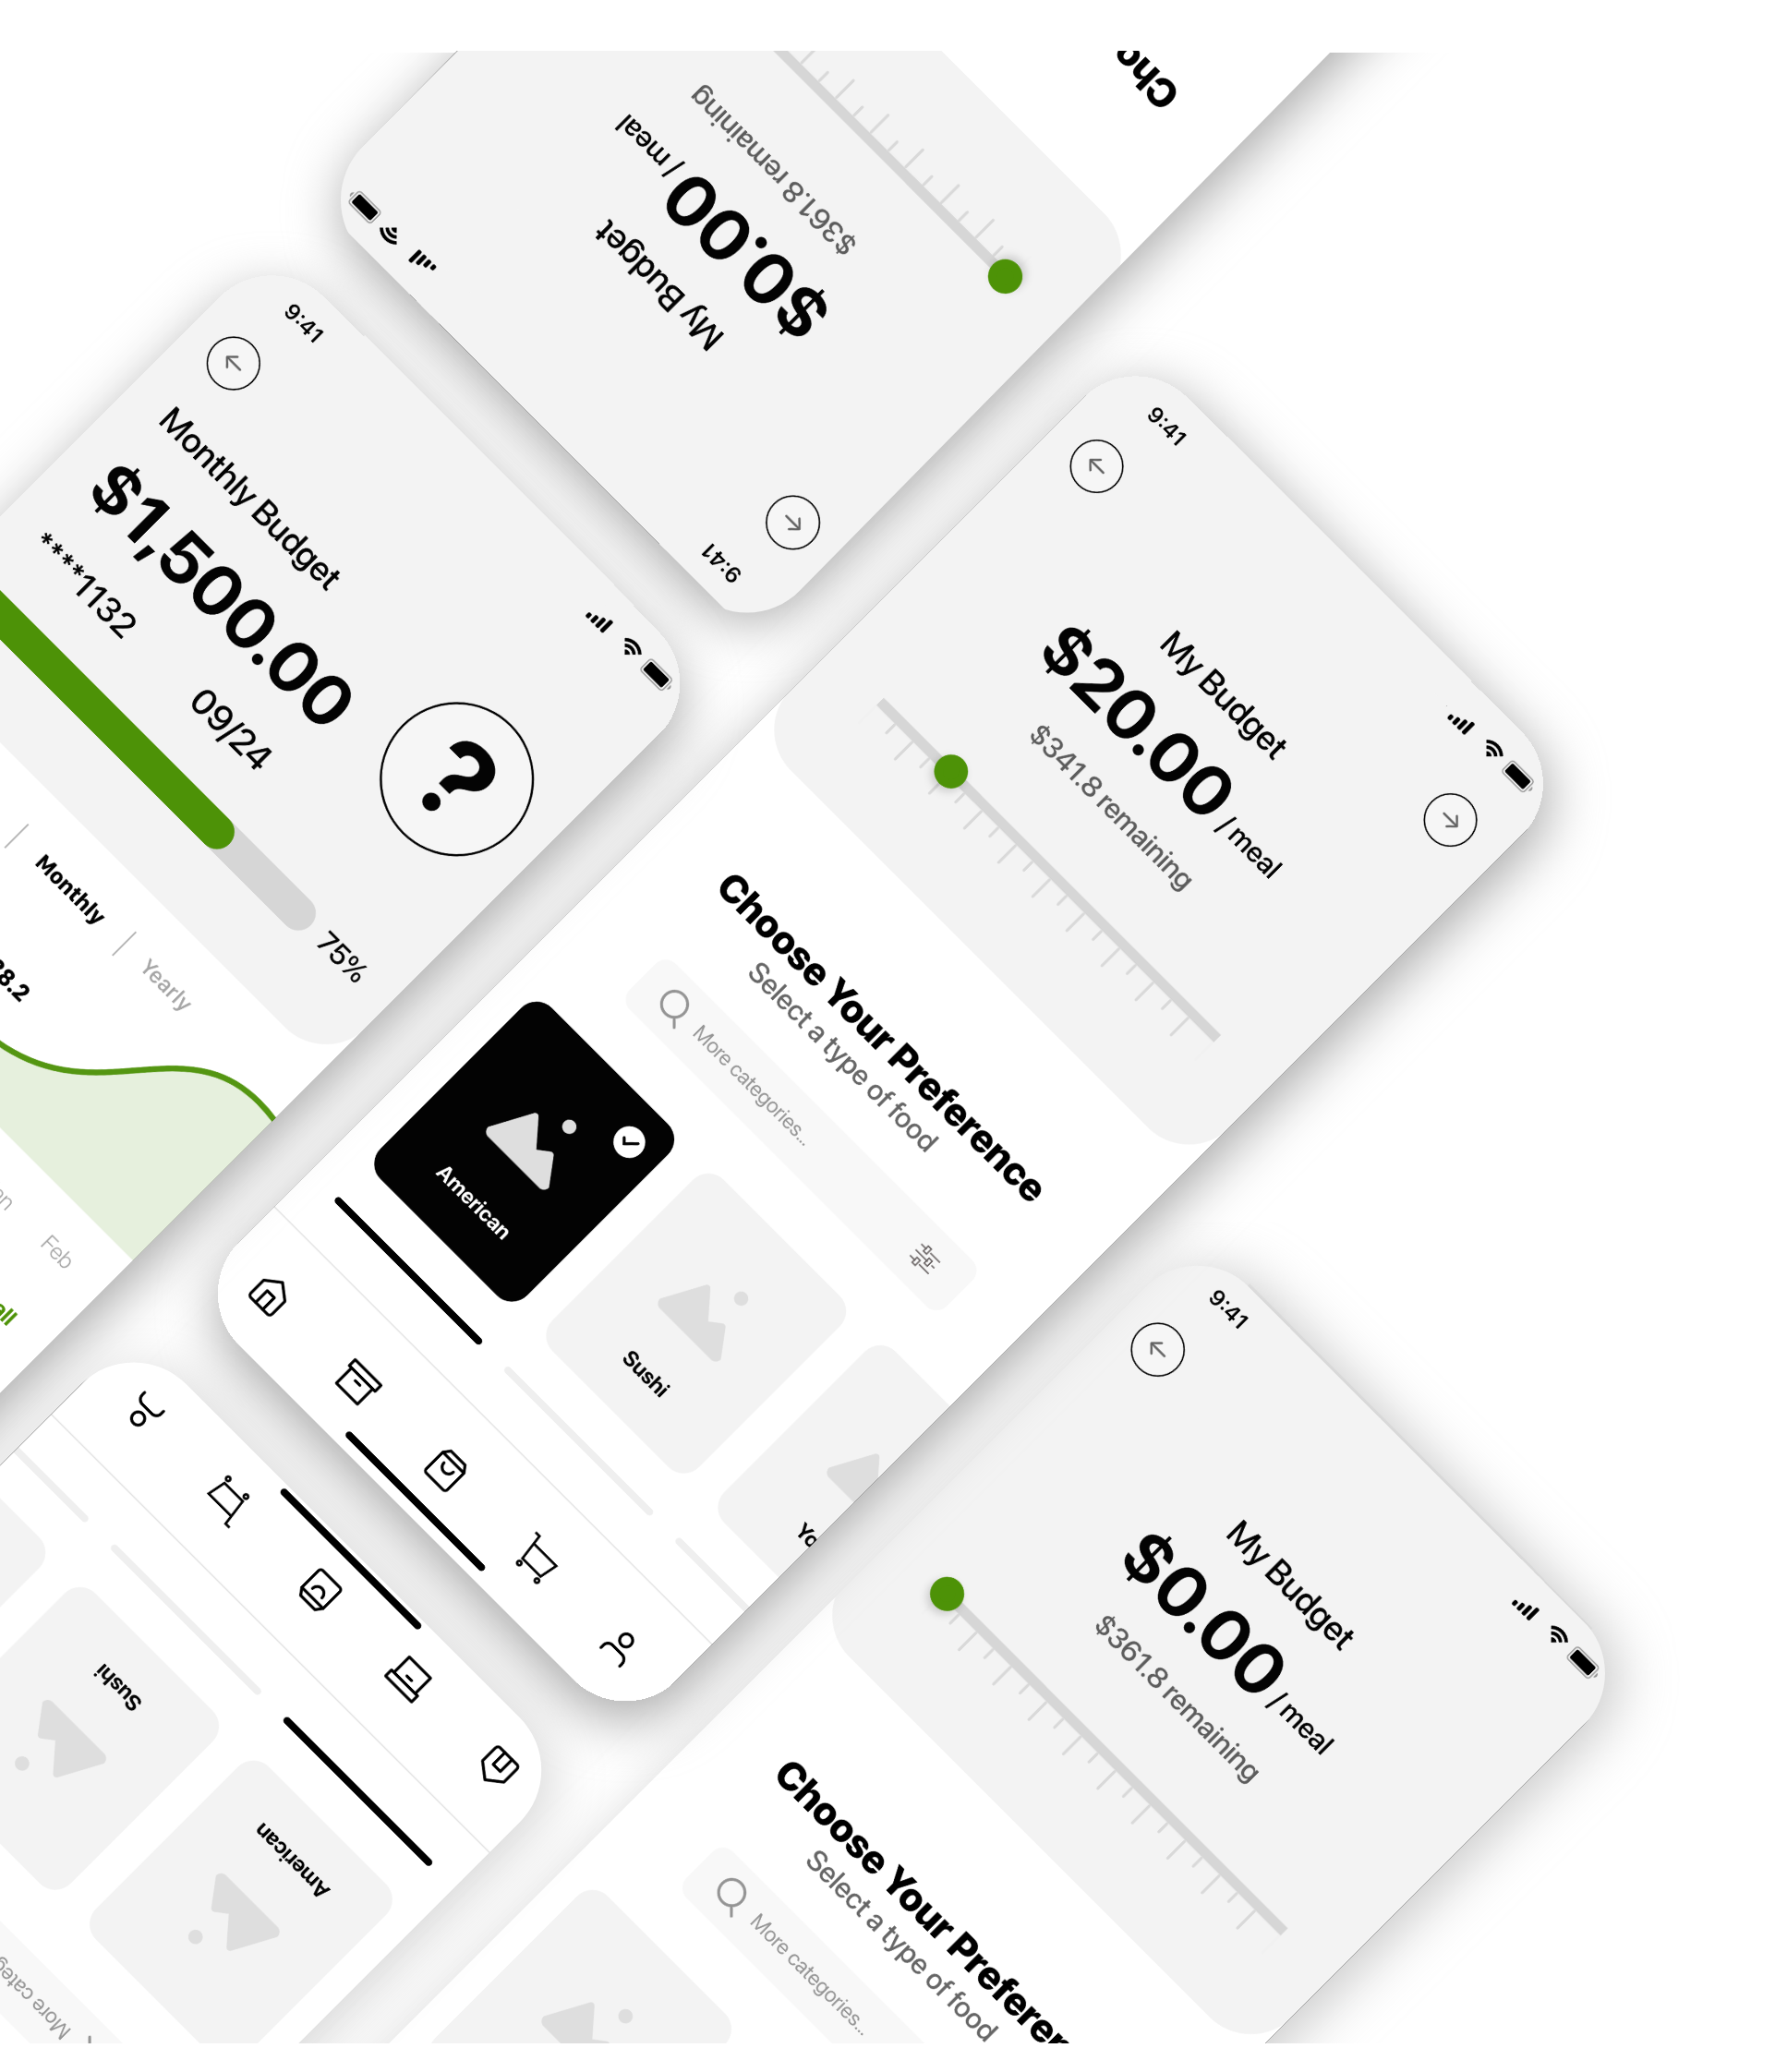 Cho
$361.8 remaining
$0.00 / meal
My Budget
9:41
9:41
Monthly Budget
$1,500.00
****1132
09/24
?
75%
Monthly
Yearly
8.2
Feb
9:41
My Budget
$20.00 / meal
$341.8 remaining
Choose Your Preference
Select a type of food
More categories...
American
Sushi
Yo
9:41
My Budget
$0.00 / meal
$361.8 remaining
Choose Your Prefere
Select a type of food
More categories...
Sushi
American
More categ